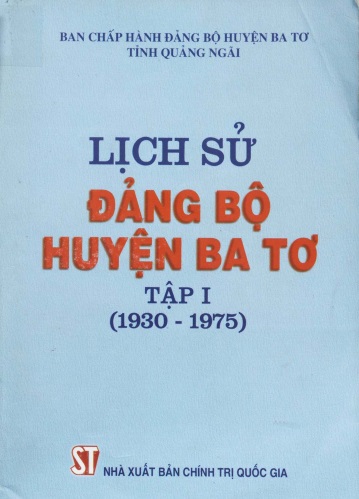 BAN CHẤP HÀNH ĐẢNG BỘ HUYỆN BA TƠ
TỈNH QUẢNG NGÃI
LỊCH SỬ
ĐẢNG BỘ
HUYỆN BA TƠ
TẬP I
(1930 - 1975)
ST
NHÀ XUẤT BẢN CHÍNH TRỊ QUỐC GIA